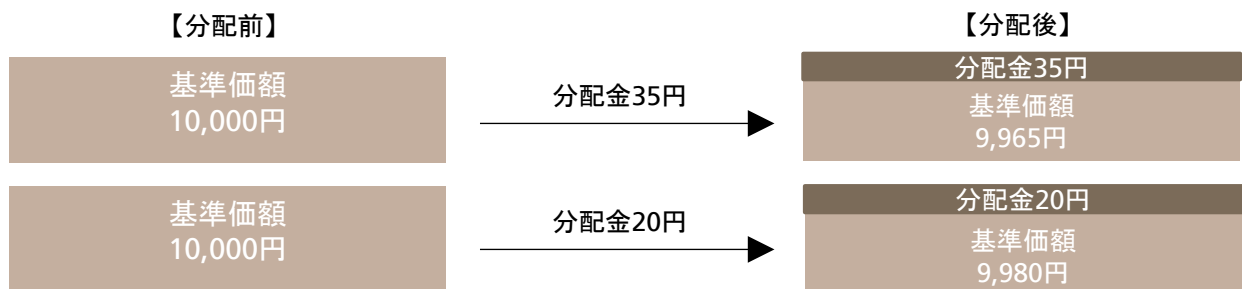 【分配前】
【分配後】
基準価額
10,000円
分配金35円
分配金35円
基準価額
9,965円
基準価額
10,000円
分配金20円
分配金20円
基準価額
9,980円